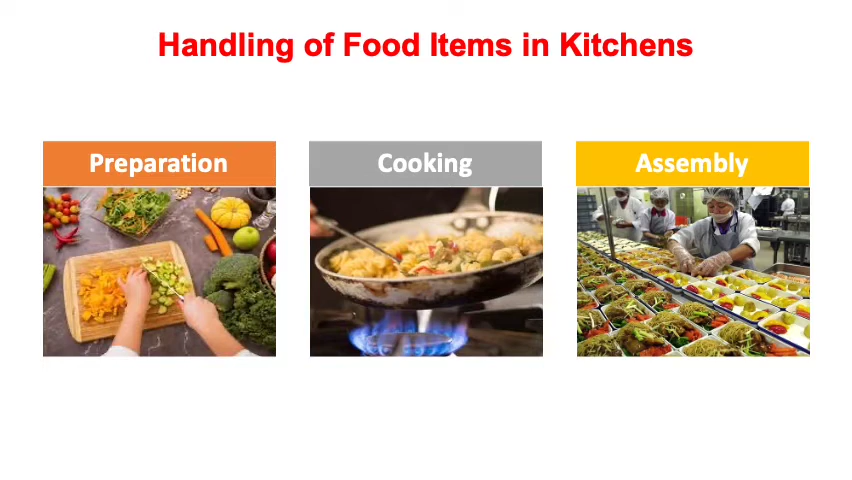 Handling of Food Items in Kitchens
Preparation
Cooking
Assembly